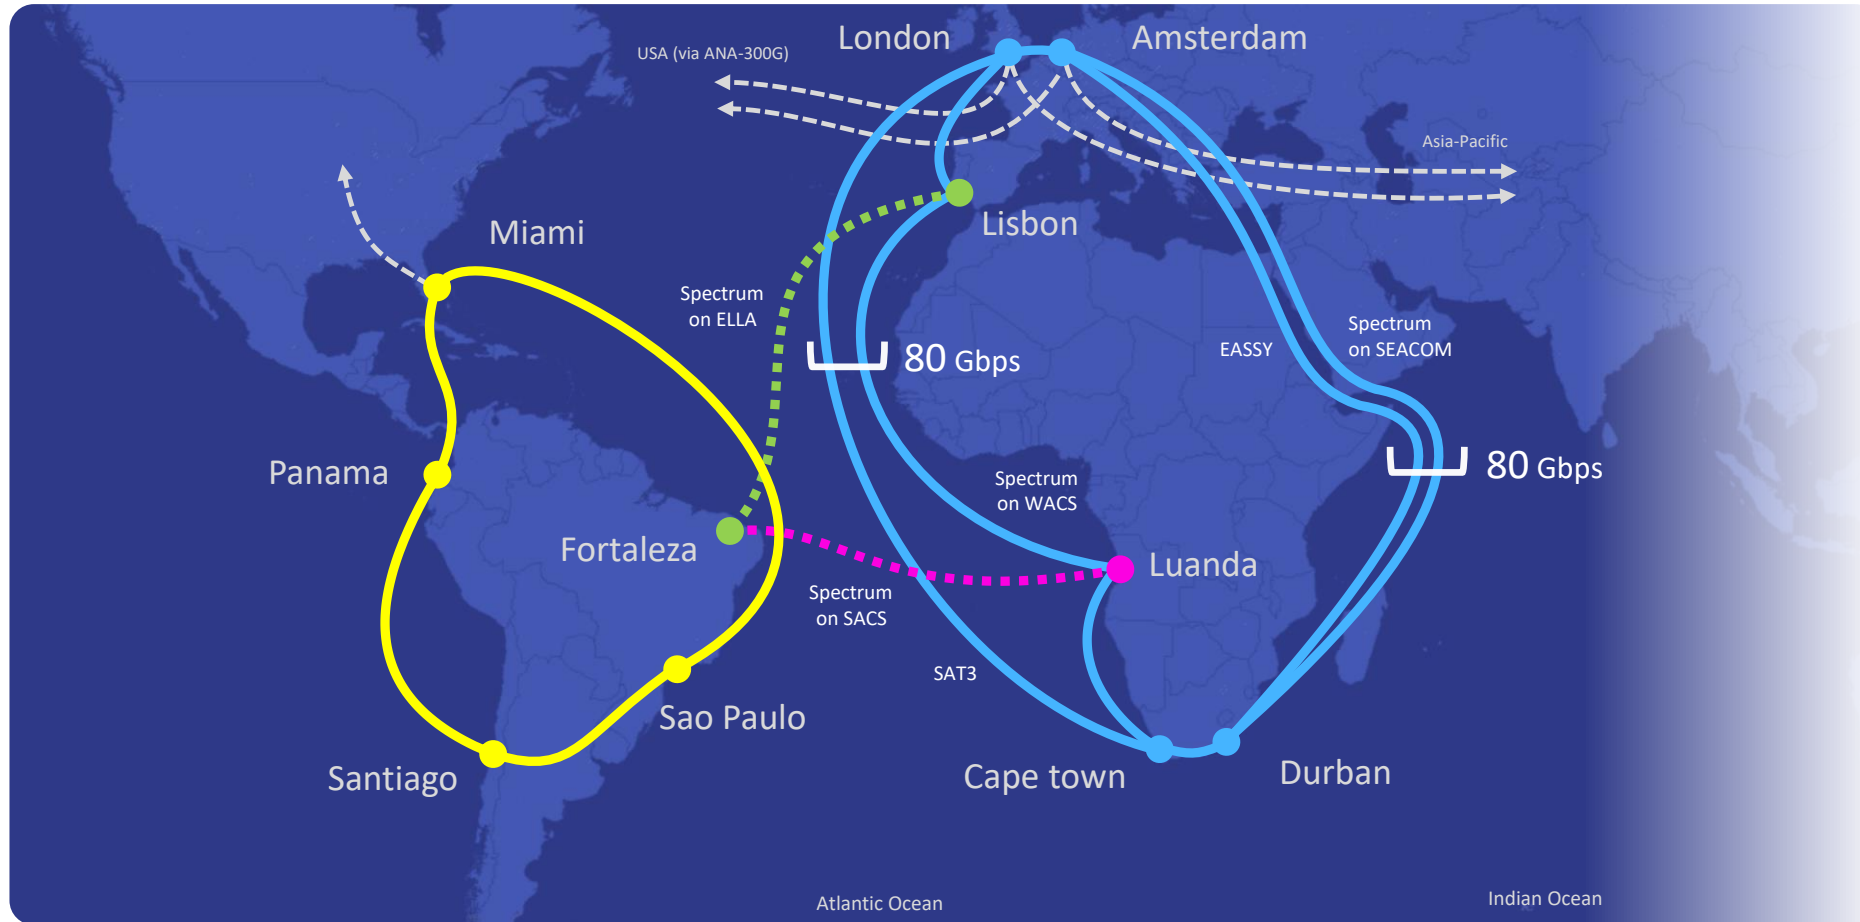 London
Amsterdam
USA (via ANA-300G)
Asia-Pacific
Miami
Lisbon
Spectrum
on ELLA
80 Gbps
EASSY
Spectrum
on SEACOM
Panama
Spectrum
on WACS
80 Gbps
Fortaleza
Luanda
Spectrum
on SACS
SAT3
Sao Paulo
Santiago
Cape town
Durban
Atlantic Ocean
Indian Ocean